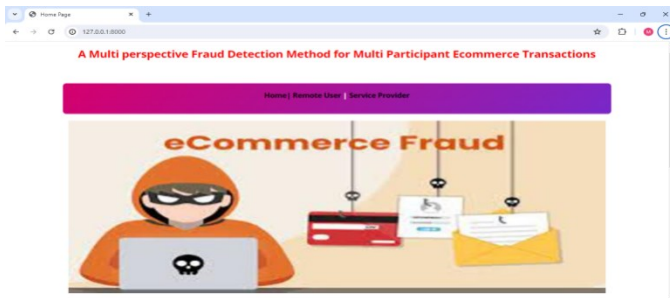 Home Page
127.0.0.1:8000
A Multi perspective Fraud Detection Method for Multi Participant Ecommerce Transactions
Home| Remote User | Service Provider
eCommerce Fraud